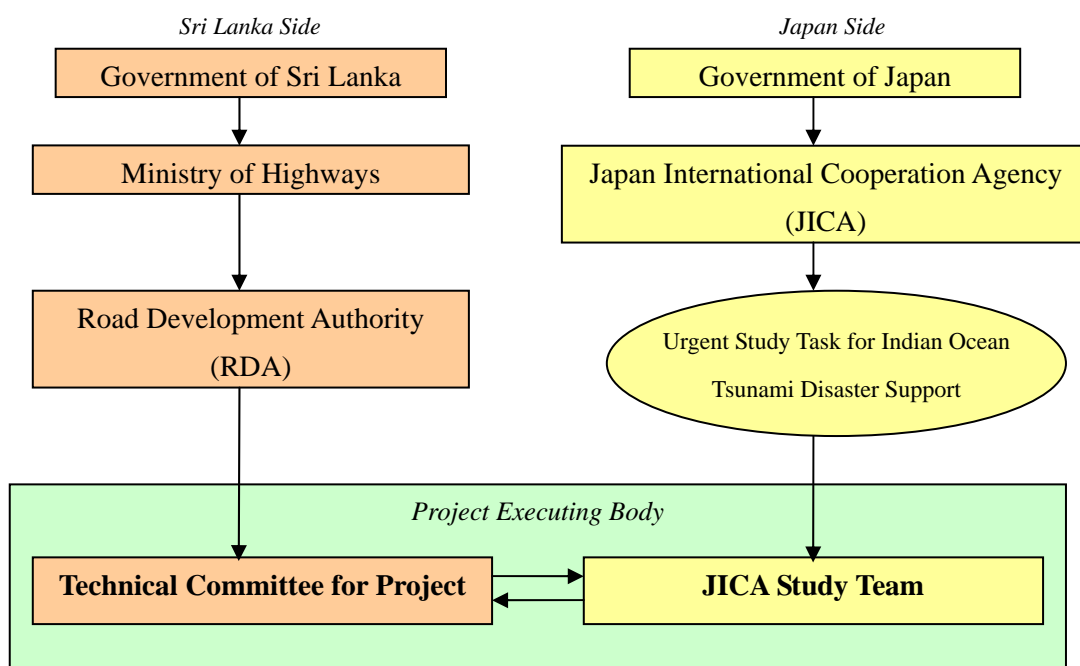 Sri Lanka Side
Japan Side
Government of Sri Lanka
Government of Japan
Ministry of Highways
Japan International Cooperation Agency
(JICA)
Road Development Authority
(RDA)
Urgent Study Task for Indian Ocean
Tsunami Disaster Support
Project Executing Body
Technical Committee for Project
JICA Study Team